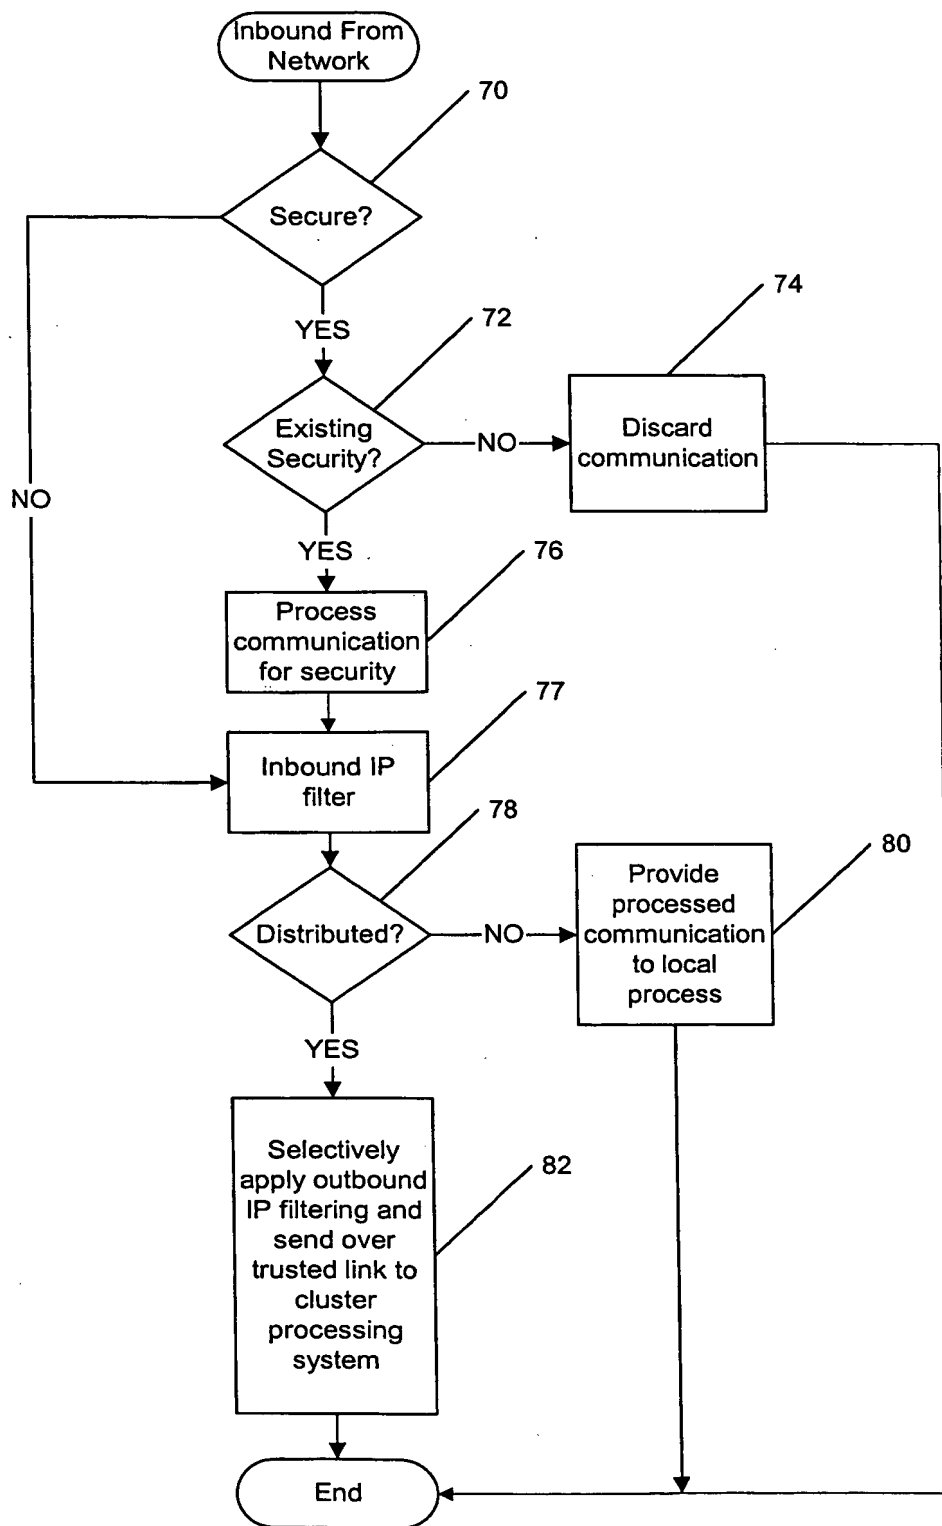 Inbound From
Network
70
Secure?
YES
72
74
Existing
Security?
NO
Discard
communication
NO
YES
76
Process
communication
for security
77
Inbound IP
filter
78
80
Distributed?
NO
Provide
processed
communication
to local
process
YES
82
Selectively
apply outbound
IP filtering and
send over
trusted link to
cluster
processing
system
End